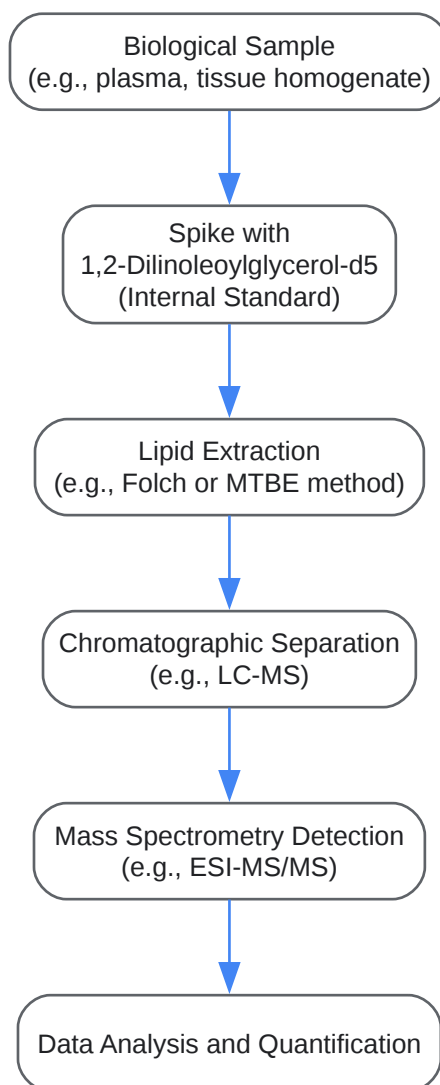 Biological Sample
(e.g., plasma, tissue homogenate)
Spike with
1,2-Dilinoleoylglycerol-d5
(Internal Standard)
Lipid Extraction
(e.g., Folch or MTBE method)
Chromatographic Separation
(e.g., LC-MS)
Mass Spectrometry Detection
(e.g., ESI-MS/MS)
Data Analysis and Quantification